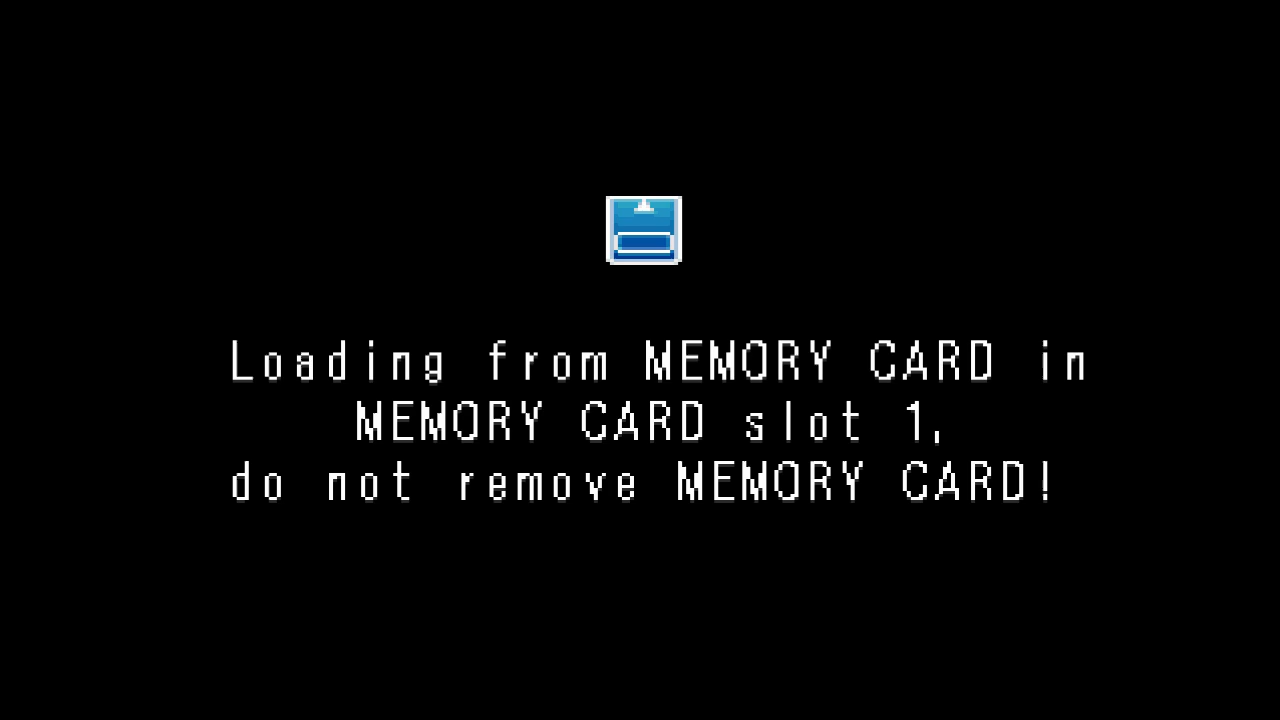 Loading from MEMORY CARD in
MEMORY CARD slot 1,
do not remove MEMORY CARD!